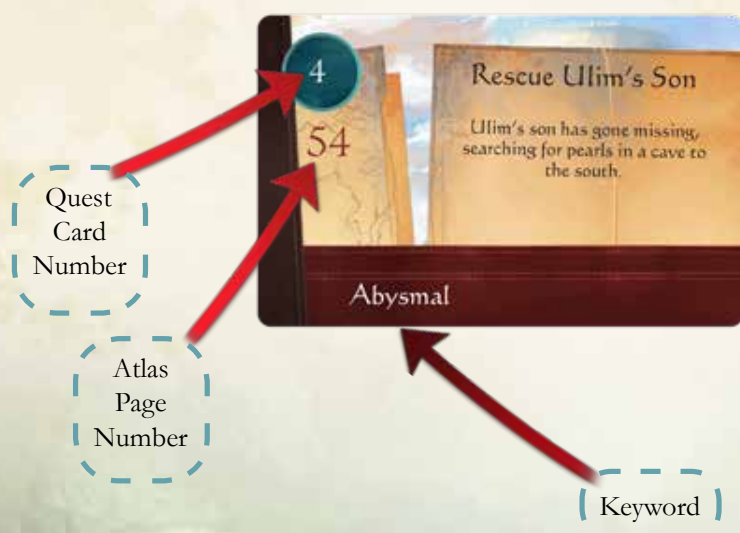 4
54
Rescue Ulim's Son
Ulim's son has gone missing,
searching for pearls in a cave to
the south.
Abysmal
Quest
Card
Number
Atlas
Page
Number
Keyword